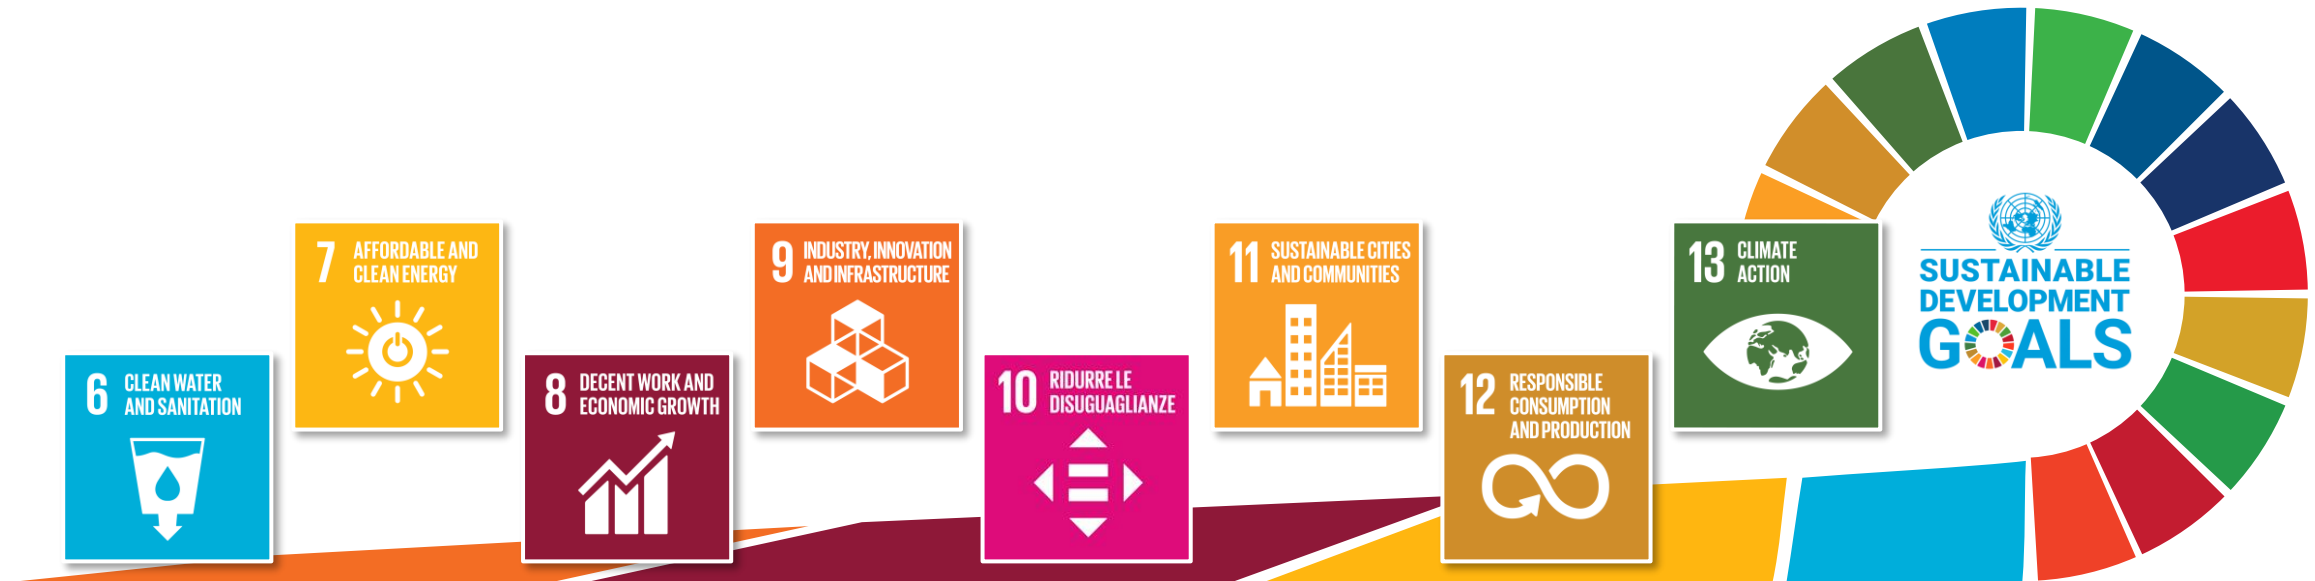 6 CLEAN WATER
AND SANITATION
7 AFFORDABLE AND
CLEAN ENERGY
8 DECENT WORK AND
ECONOMIC GROWTH
9 INDUSTRY, INNOVATION
AND INFRASTRUCTURE
10 RIDURRE LE
DISUGUAGLIANZE
11 SUSTAINABLE CITIES
AND COMMUNITIES
12 RESPONSIBLE
CONSUMPTION
AND PRODUCTION
13 CLIMATE
ACTION
SUSTAINABLE
DEVELOPMENT
GOALS